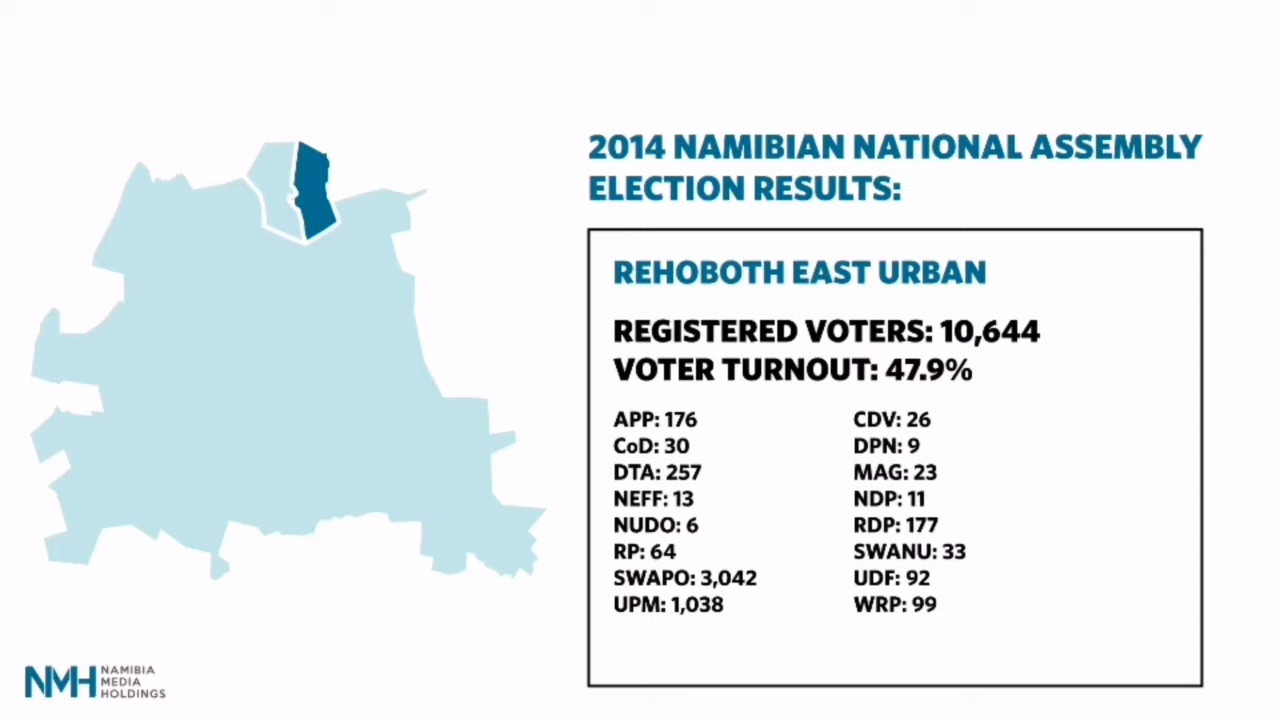 2014 NAMIBIAN NATIONAL ASSEMBLY
ELECTION RESULTS:
REHOBOTH EAST URBAN
REGISTERED VOTERS: 10,644
VOTER TURNOUT: 47.9%
APP: 176
CoD: 30
DTA: 257
NEFF: 13
NUDO: 6
RP: 64
SWAPO: 3,042
UPM: 1,038
CDV: 26
DPN: 9
MAG: 23
NDP: 11
RDP: 177
SWANU: 33
UDF: 92
WRP: 99
NMH
NAMIBIA
MEDIA
HOLDINGS